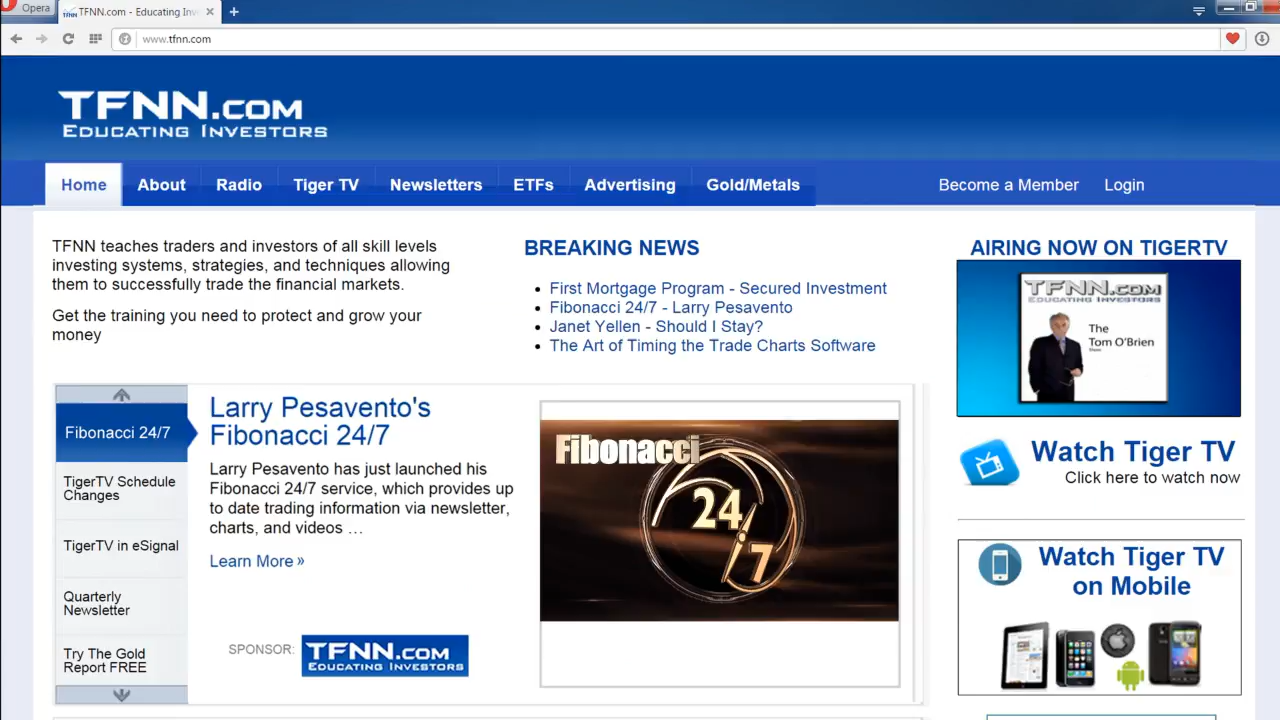 Opera
TFNN.com - Educating Inv
www.tfnn.com
TFNN.COM
EDUCATING INVESTORS
Home
About
Radio
Tiger TV
Newsletters
ETFs
Advertising
Gold/Metals
Become a Member
Login
TFNN teaches traders and investors of all skill levels
investing systems, strategies, and techniques allowing
them to successfully trade the financial markets.
Get the training you need to protect and grow your
money
BREAKING NEWS
First Mortgage Program - Secured Investment
Fibonacci 24/7 - Larry Pesavento
Janet Yellen - Should I Stay?
The Art of Timing the Trade Charts Software
AIRING NOW ON TIGERTV
TFNN.COM
EDUCATING INVESTORS
The
Tom O'Brien
Show
Watch Tiger TV
Click here to watch now
Watch Tiger TV
on Mobile
Fibonacci 24/7
TigerTV Schedule
Changes
TigerTV in eSignal
Quarterly
Newsletter
Try The Gold
Report FREE
Larry Pesavento's
Fibonacci 24/7
Larry Pesavento has just launched his
Fibonacci 24/7 service, which provides up
to date trading information via newsletter,
charts, and videos …
Learn More »
SPONSOR:
TFNN.COM
EDUCATING INVESTORS
Fibonacci
24
7